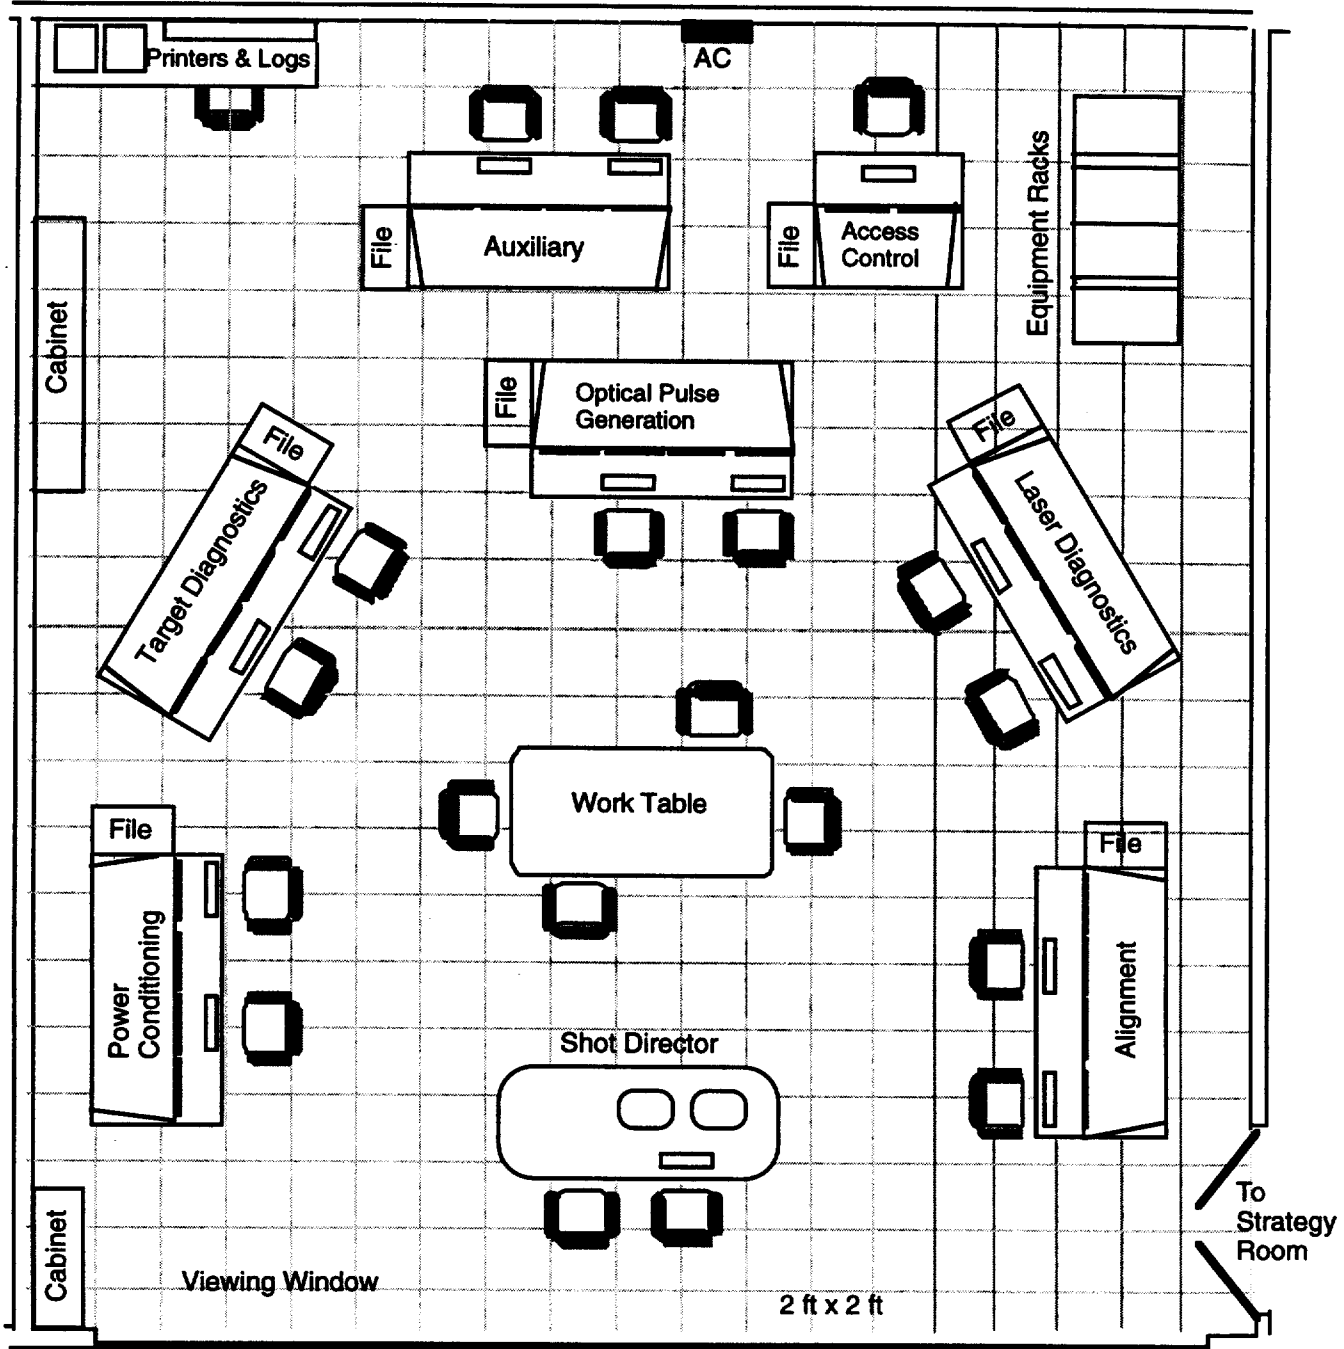 Printers & Logs
AC
Equipment Racks
File
Auxiliary
File
Access
Control
Cabinet
File
Optical Pulse
Generation
File
Target Diagnostics
File
Laser Diagnostics
Work Table
File
Power
Conditioning
File
Alignment
Shot Director
To
Strategy
Room
Cabinet
Viewing Window
2 ft x 2 ft